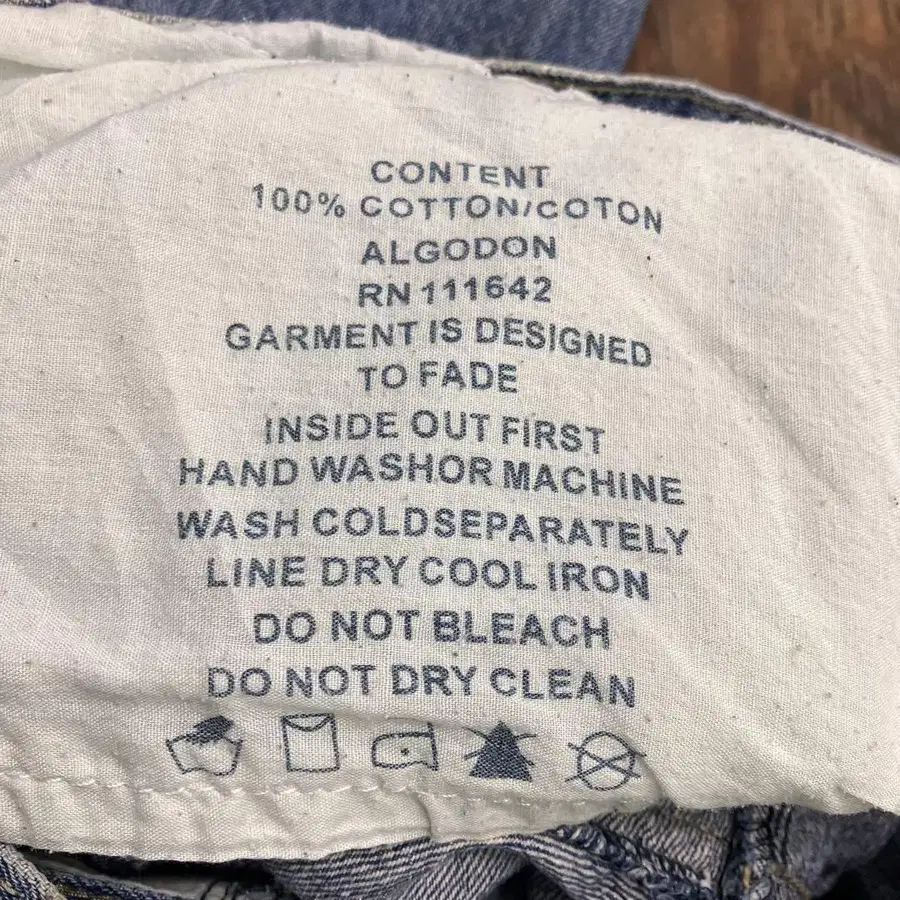 CONTENT
100% COTTON/COTON
ALGODON
RN 111642
GARMENT IS DESIGNED
TO FADE
INSIDE OUT FIRST
HAND WASHOR MACHINE
WASH COLDSEPARATELY
LINE DRY COOL IRON
DO NOT BLEACH
DO NOT DRY CLEAN